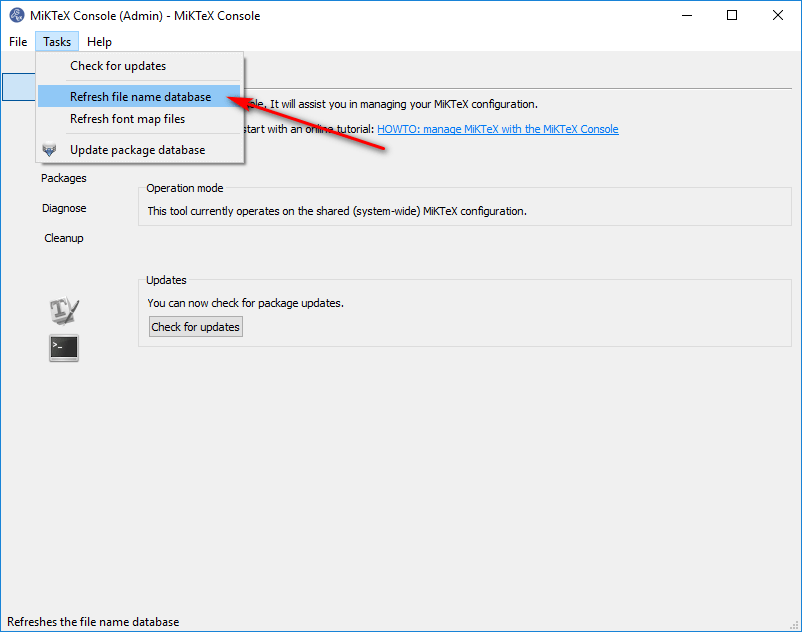 MiKTeX Console (Admin) - MiKTeX Console
File Tasks Help
Check for updates
Refresh file name database
Refresh font map files
Update package database
It will assist you in managing your MiKTeX configuration.
start with an online tutorial: HOWTO: manage MiKTeX with the MiKTeX Console
Packages
Diagnose
Cleanup
Operation mode
This tool currently operates on the shared (system-wide) MiKTeX configuration.
Updates
You can now check for package updates.
Check for updates
Refreshes the file name database